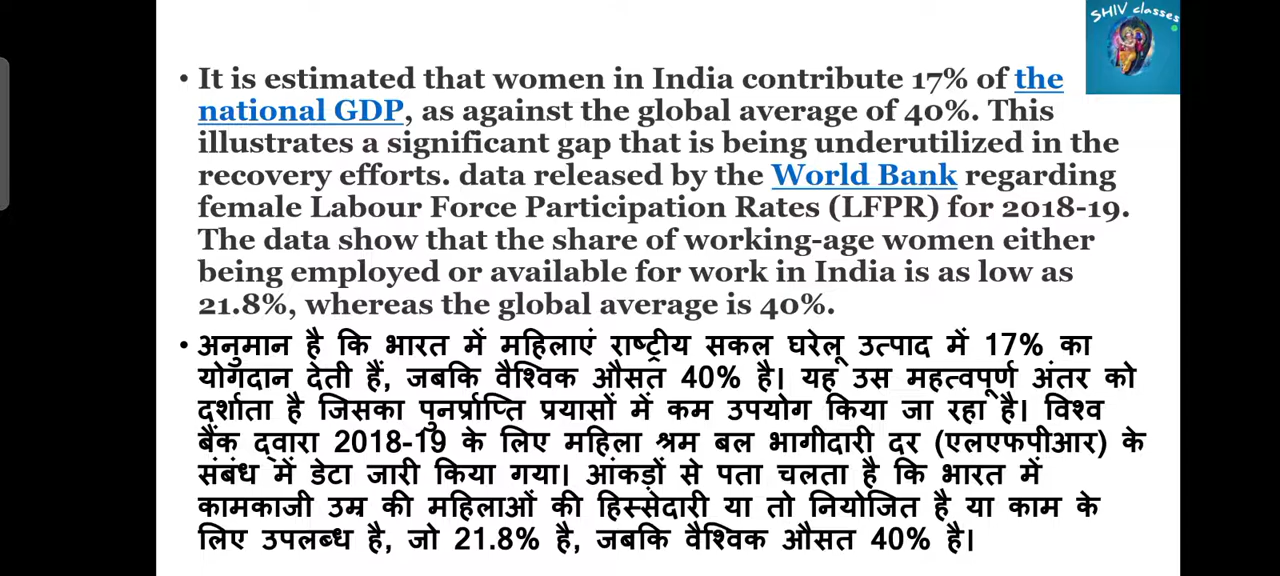 SHIV classes
• It is estimated that women in India contribute 17% of the
national GDP, as against the global average of 40%. This
illustrates a significant gap that is being underutilized in the
recovery efforts. data released by the World Bank regarding
female Labour Force Participation Rates (LFPR) for 2018-19.
The data show that the share of working-age women either
being employed or available for work in India is as low as
21.8%, whereas the global average is 40%.
• अनुमान है कि भारत में महिलाएं राष्ट्रीय सकल घरेलू उत्पाद में 17% का
योगदान देती हैं, जबकि वैश्विक औसत 40% है। यह उस महत्वपूर्ण अंतर को
दर्शाता है जिसका पुनर्प्राप्ति प्रयासों में कम उपयोग किया जा रहा है। विश्व
बैंक द्वारा 2018-19 के लिए महिला श्रम बल भागीदारी दर (एलएफपीआर) के
संबंध में डेटा जारी किया गया। आंकड़ों से पता चलता है कि भारत में
कामकाजी उम्र की महिलाओं की हिस्सेदारी या तो नियोजित है या काम के
लिए उपलब्ध है, जो 21.8% है, जबकि वैश्विक औसत 40% है।